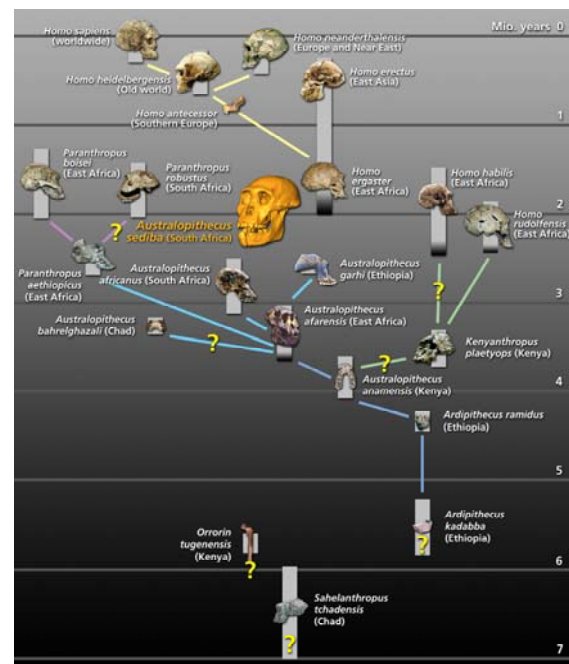 Mio. years 0
Homo sapiens
(worldwide)
Homo neanderthalensis
(Europe and Near East)
Homo heidelbergensis
(Old world)
Homo erectus
(East Asia)
Homo antecessor
(Southern Europe)
1
Paranthropus
boisei
(East Africa)
Paranthropus
robustus
(South Africa)
Homo
ergaster
(East Africa)
Homo habilis
(East Africa)
2
?
Australopithecus
sediba (South Africa)
Homo
rudolfensis
(East Africa)
Paranthropus
aethiopicus
(East Africa)
Australopithecus
africanus (South Africa)
Australopithecus
garhi (Ethiopia)
?
3
Australopithecus
bahrelghazali (Chad)
?
Australopithecus
afarensis (East Africa)
Kenyanthropus
plaetyops (Kenya)
?
Australopithecus
anamensis (Kenya)
4
Ardipithecus ramidus
(Ethiopia)
5
Orrorin
tugenensis
(Kenya)
?
Ardipithecus
kadabba
(Ethiopia)
?
6
Sahelanthropus
tchadensis
(Chad)
?
7